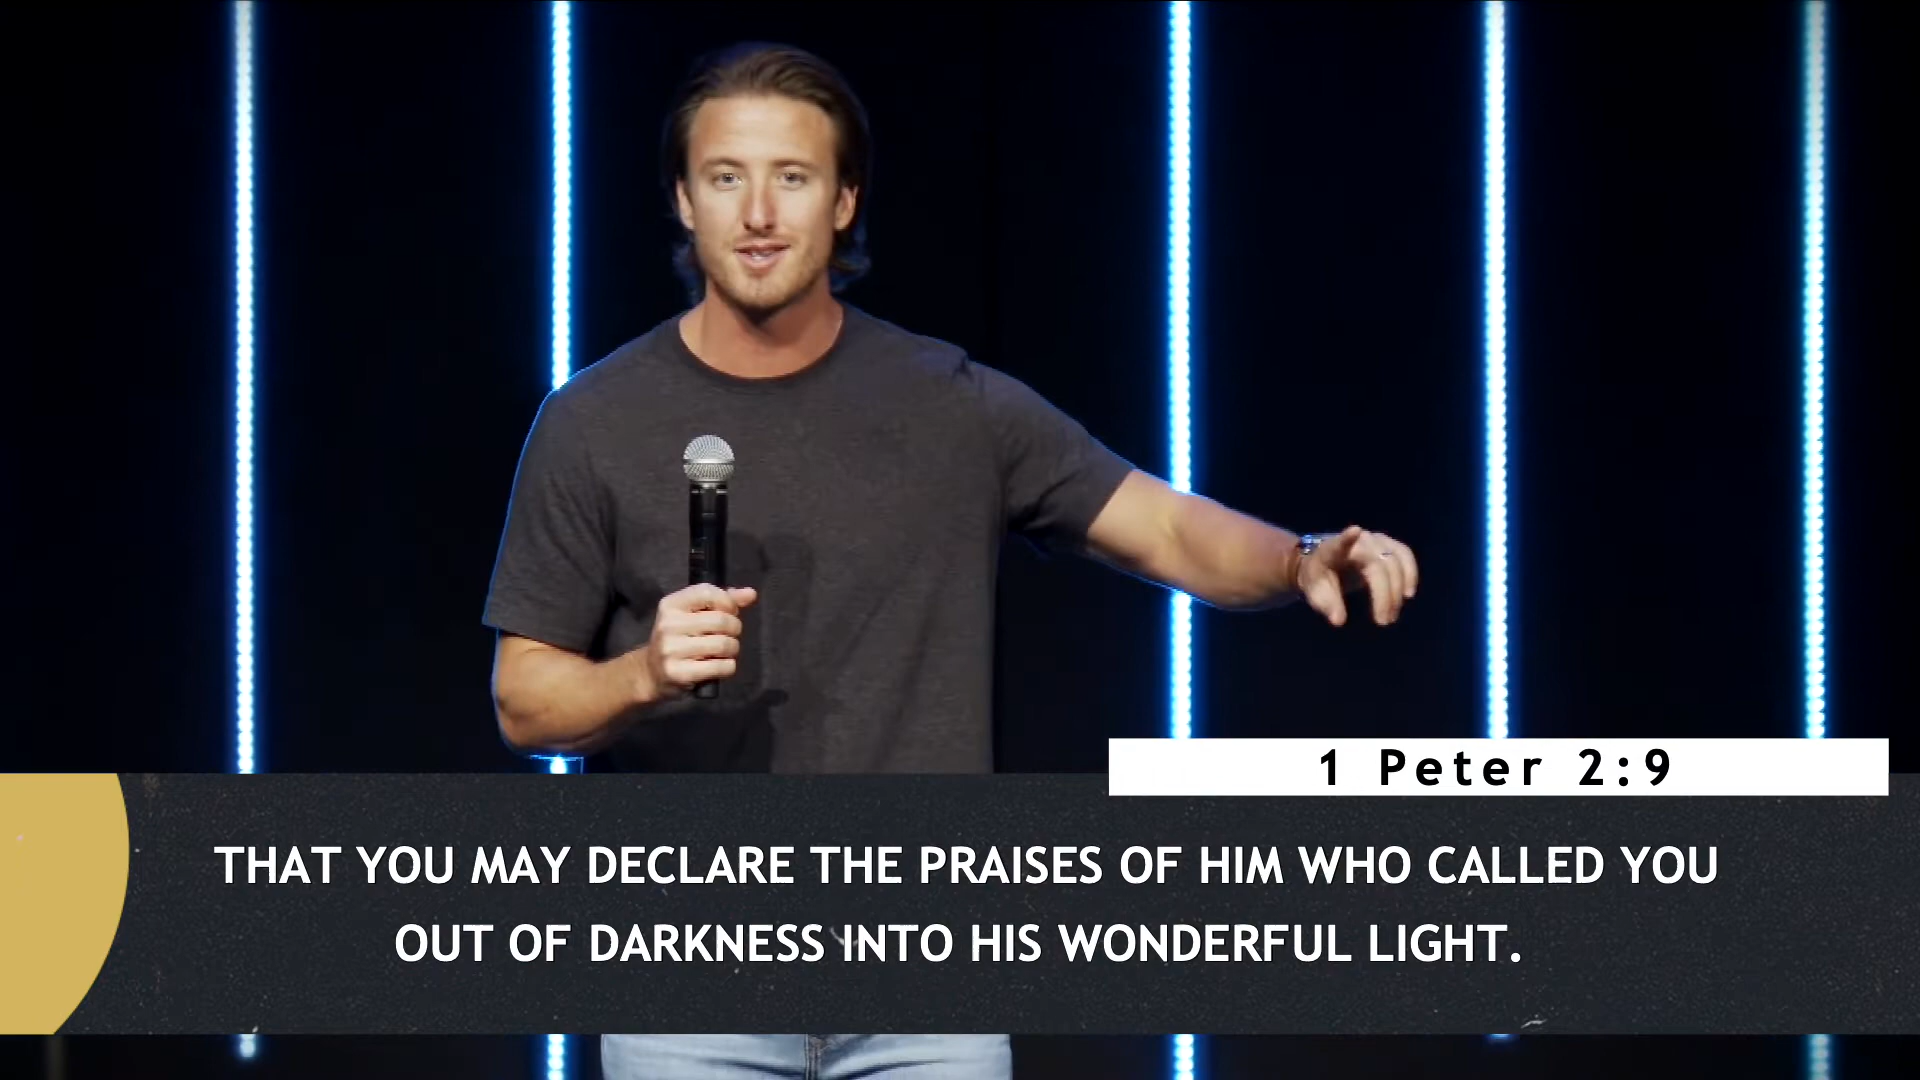 1 Peter 2:9
THAT YOU MAY DECLARE THE PRAISES OF HIM WHO CALLED YOU
OUT OF DARKNESS INTO HIS WONDERFUL LIGHT.